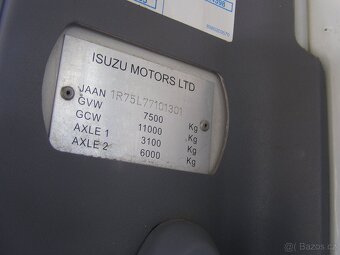 ISUZU MOTORS LTD
JAAN 1R75L77101301
GVW 7500 Kg
GCW 11000 Kg
AXLE 1 3100 Kg
AXLE 2 6000 Kg
© Bazos.cz